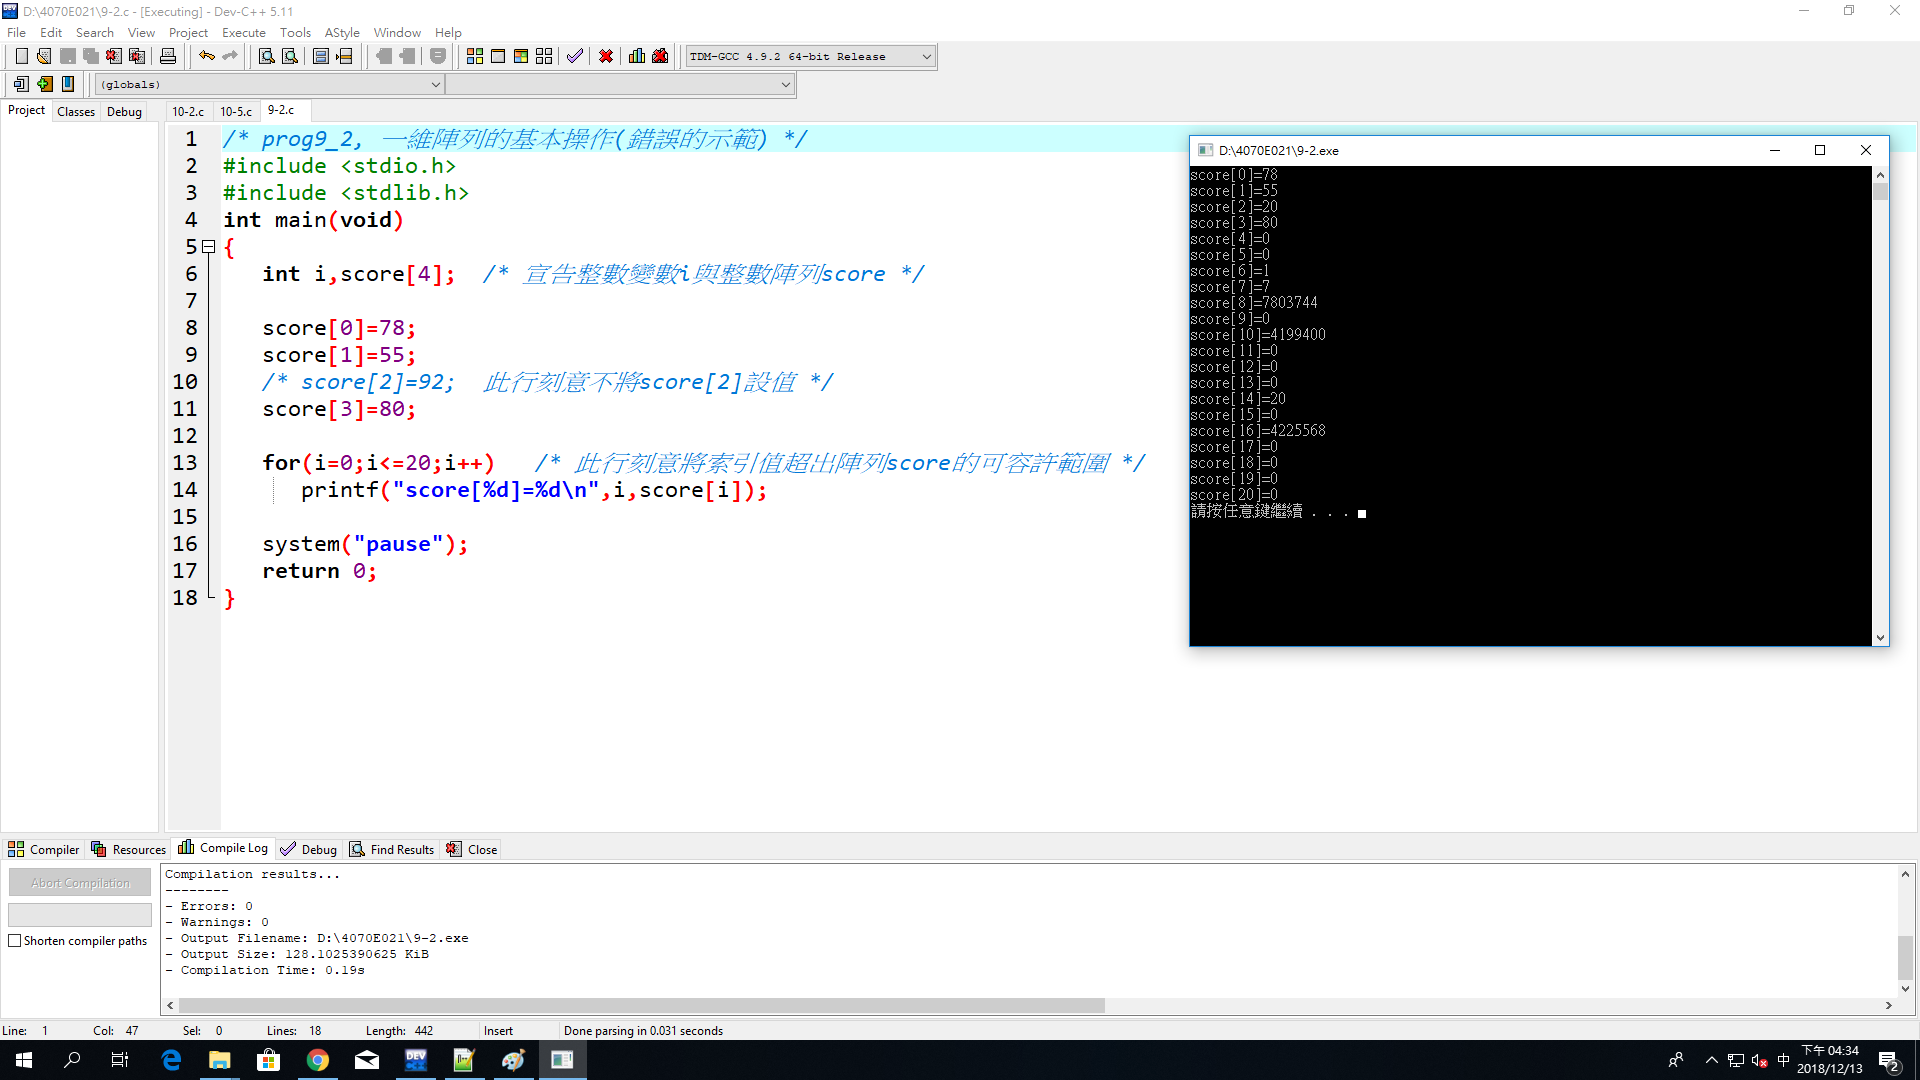 D:\4070E021\9-2.c - [Executing] - Dev-C++ 5.11
File Edit Search View Project Execute Tools AStyle Window Help
TDM-GCC 4.9.2 64-bit Release
(globals)
Project Classes Debug
10-2.c 10-5.c 9-2.c
1 /* prog9_2, 一維陣列的基本操作(錯誤的示範) */
2 #include <stdio.h>
3 #include <stdlib.h>
4 int main(void)
5 {
6 int i,score[4]; /* 宣告整數變數i與整數陣列score */
7
8 score[0]=78;
9 score[1]=55;
10 /* score[2]=92; 此行刻意不將score[2]設值 */
11 score[3]=80;
12
13 for(i=0;i<=20;i++) /* 此行刻意將索引值超出陣列score的可容許範圍 */
14 printf("score[%d]=%d\n",i,score[i]);
15
16 system("pause");
17 return 0;
18 }
D:\4070E021\9-2.exe
score[0]=78
score[1]=55
score[2]=20
score[3]=80
score[4]=0
score[5]=0
score[6]=1
score[7]=7
score[8]=7803744
score[9]=0
score[10]=4199400
score[11]=0
score[12]=0
score[13]=0
score[14]=20
score[15]=0
score[16]=4225568
score[17]=0
score[18]=0
score[19]=0
score[20]=0
請按任意鍵繼續 . . .
Compiler Resources Compile Log Debug Find Results Close
Abort Compilation
Shorten compiler paths
Compilation results...
--------
- Errors: 0
- Warnings: 0
- Output Filename: D:\4070E021\9-2.exe
- Output Size: 128.1025390625 KiB
- Compilation Time: 0.19s
Line: 1 Col: 47 Sel: 0 Lines: 18 Length: 442 Insert Done parsing in 0.031 seconds
DEV
中
下午 04:34
2018/12/13
2